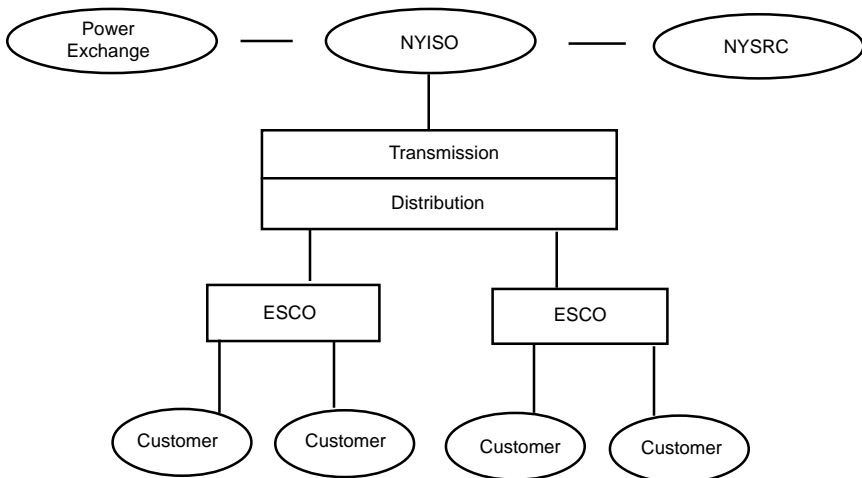 Power
Exchange
NYISO
NYSRC
Transmission
Distribution
ESCO
ESCO
Customer
Customer
Customer
Customer